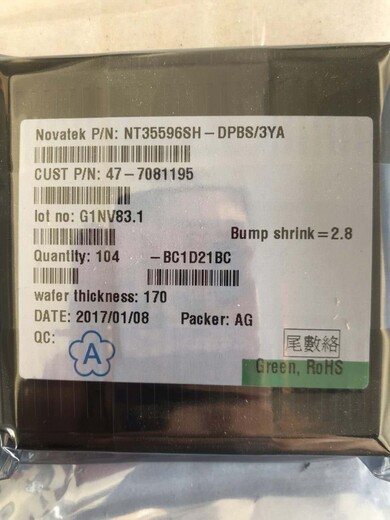 Novatek P/N: NT35596SH-DPBS/3YA
CUST P/N: 47-7081195
lot no: G1NV83.1
Bump shrink=2.8
Quantity: 104 -BC1D21BC
wafer thickness: 170
DATE: 2017/01/08 Packer: AG
QC: A
尾數絡
Green, RoHS